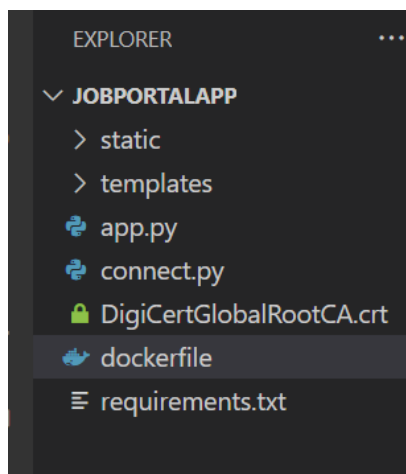 EXPLORER ...
JOBPORTALAPP
static
templates
app.py
connect.py
DigiCertGlobalRootCA.crt
dockerfile
requirements.txt